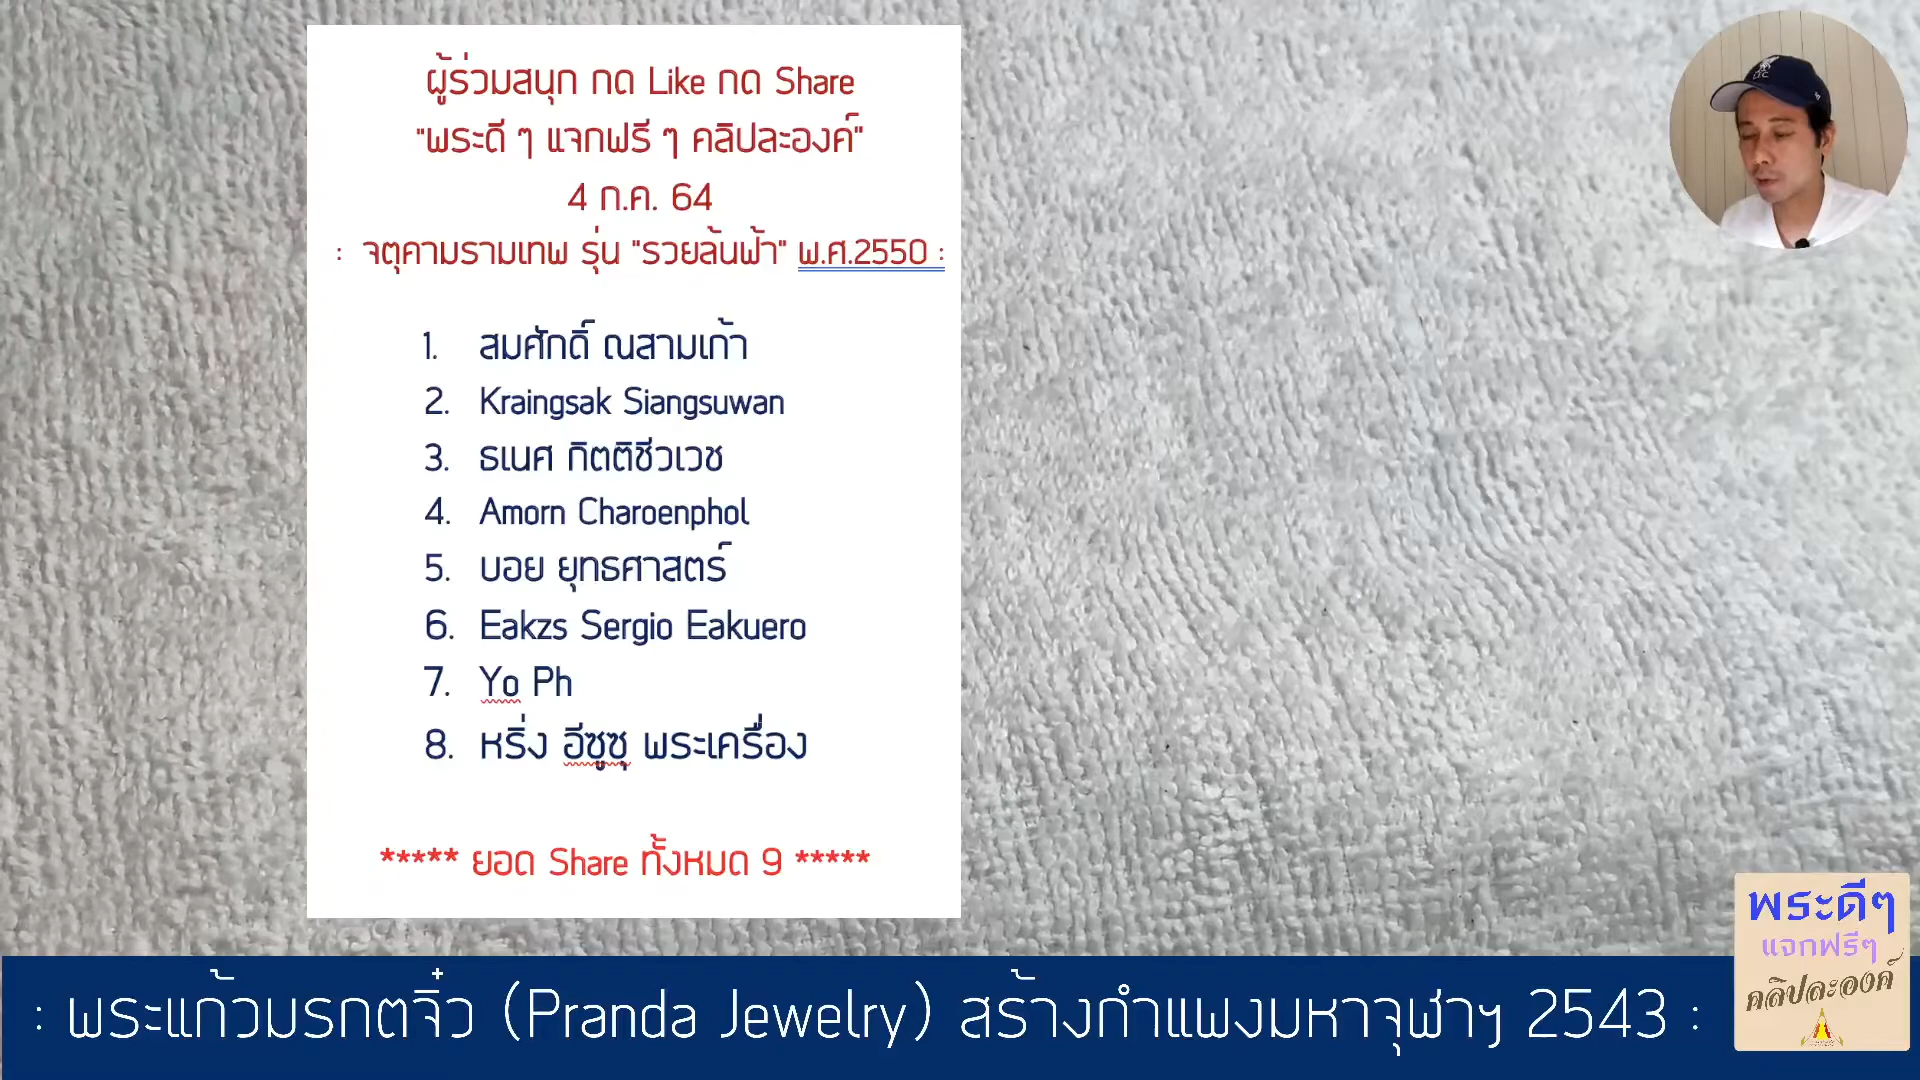 ผู้ร่วมสนุก กด Like กด Share
"พระดี ๆ แจกฟรี ๆ คลิปละองค์"
4 ก.ค. 64
: จตุคามรามเทพ รุ่น "รวยล้นฟ้า" พ.ศ.2550 :
1. สมศักดิ์ ณสามเก้า
2. Kraingsak Siangsuwan
3. ธเนศ กิตติชีวเวช
4. Amorn Charoenphol
5. บอย ยุทธศาสตร์
6. Eakzs Sergio Eakuero
7. Yo Ph
8. หริ่ง อีซูซุ พระเครื่อง
***** ยอด Share ทั้งหมด 9 *****
พระดีๆ
แจกฟรีๆ
คลิปละองค์
: พระแก้วมรกตจิ๋ว (Pranda Jewelry) สร้างกำแพงมหาจุฬาฯ 2543 :